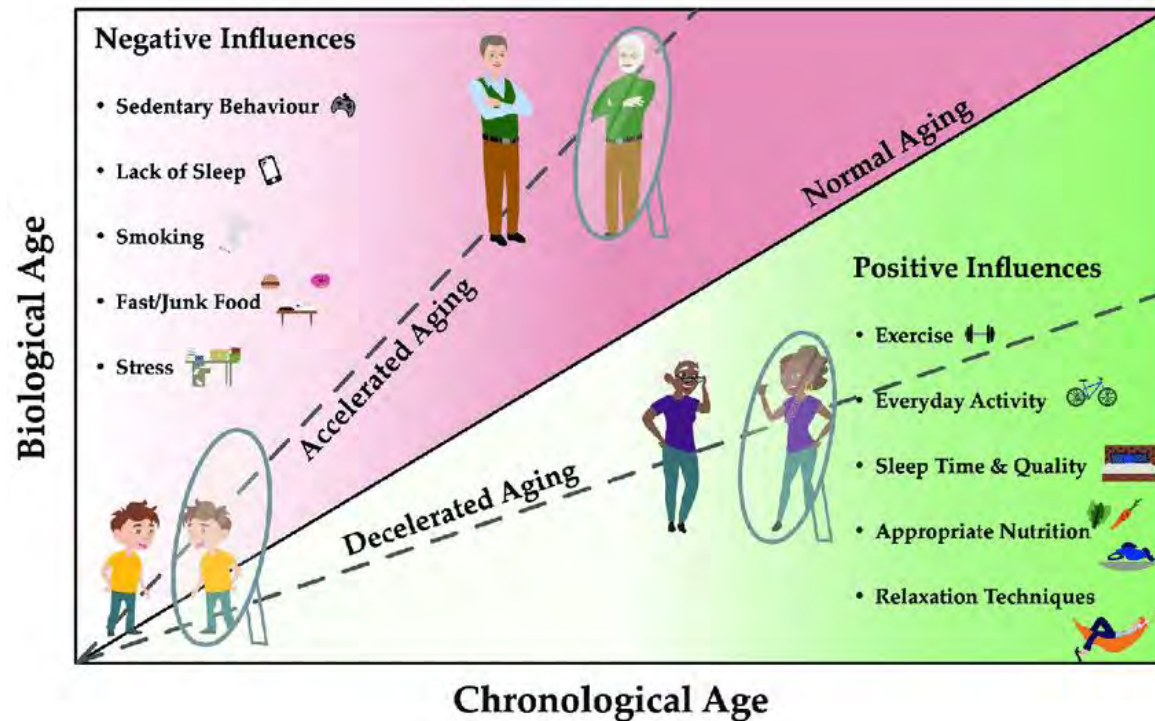 Negative Influences
• Sedentary Behaviour
• Lack of Sleep
• Smoking
• Fast/Junk Food
• Stress
Biological Age
Accelerated Aging
Normal Aging
Decelerated Aging
Positive Influences
• Exercise
• Everyday Activity
• Sleep Time & Quality
• Appropriate Nutrition
• Relaxation Techniques
Chronological Age